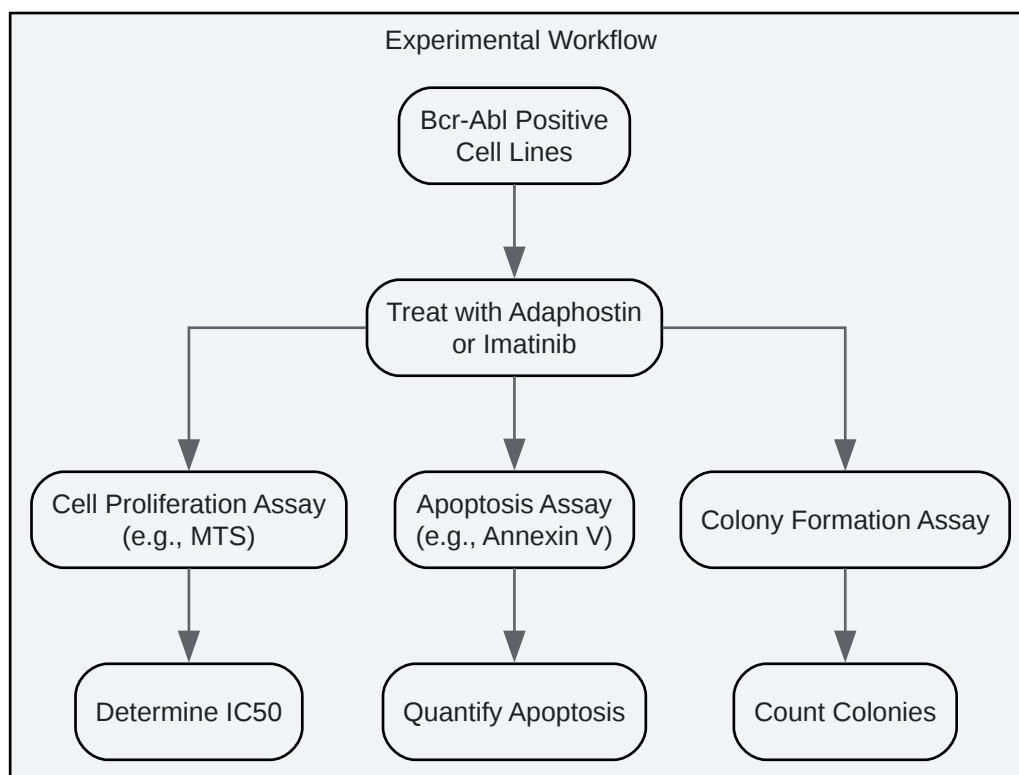 Experimental Workflow
Bcr-Abl Positive
Cell Lines
Treat with Adaphostin
or Imatinib
Cell Proliferation Assay
(e.g., MTS)
Apoptosis Assay
(e.g., Annexin V)
Colony Formation Assay
Determine IC50
Quantify Apoptosis
Count Colonies